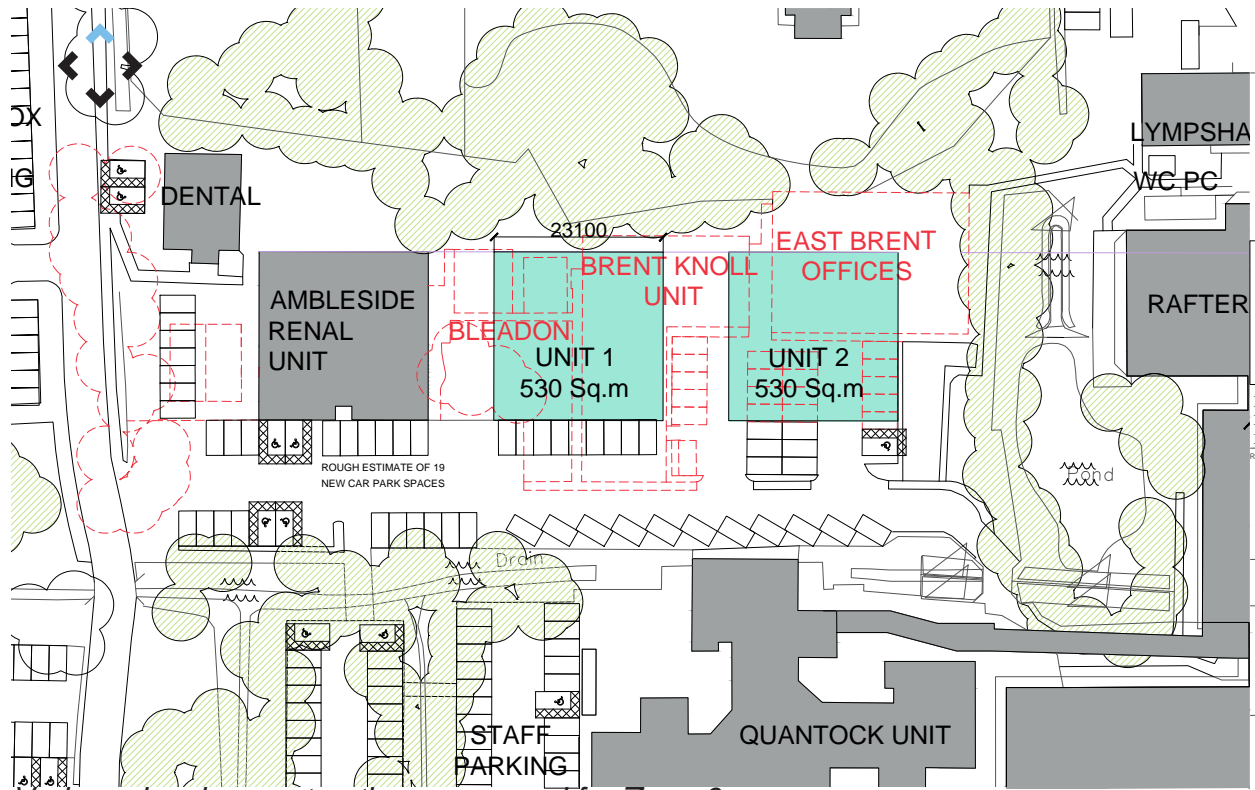 LYMPSHA
WC PC
DENTAL
23100
EAST BRENT
OFFICES
BRENT KNOLL
UNIT
AMBLESIDE
RENAL
UNIT
BLEADON
RAFTER
UNIT 1
530 Sq.m
UNIT 2
530 Sq.m
ROUGH ESTIMATE OF 19
NEW CAR PARK SPACES
Pond
Drain
STAFF
PARKING
QUANTOCK UNIT